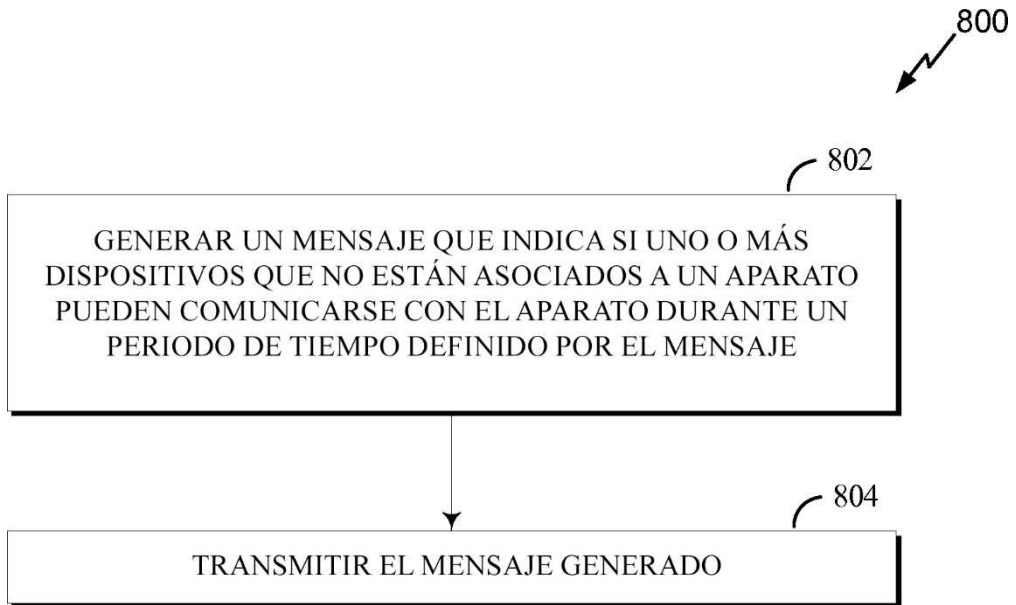 800
802
GENERAR UN MENSAJE QUE INDICA SI UNO O MÁS
DISPOSITIVOS QUE NO ESTÁN ASOCIADOS A UN APARATO
PUEDEN COMUNICARSE CON EL APARATO DURANTE UN
PERIODO DE TIEMPO DEFINIDO POR EL MENSAJE
804
TRANSMITIR EL MENSAJE GENERADO